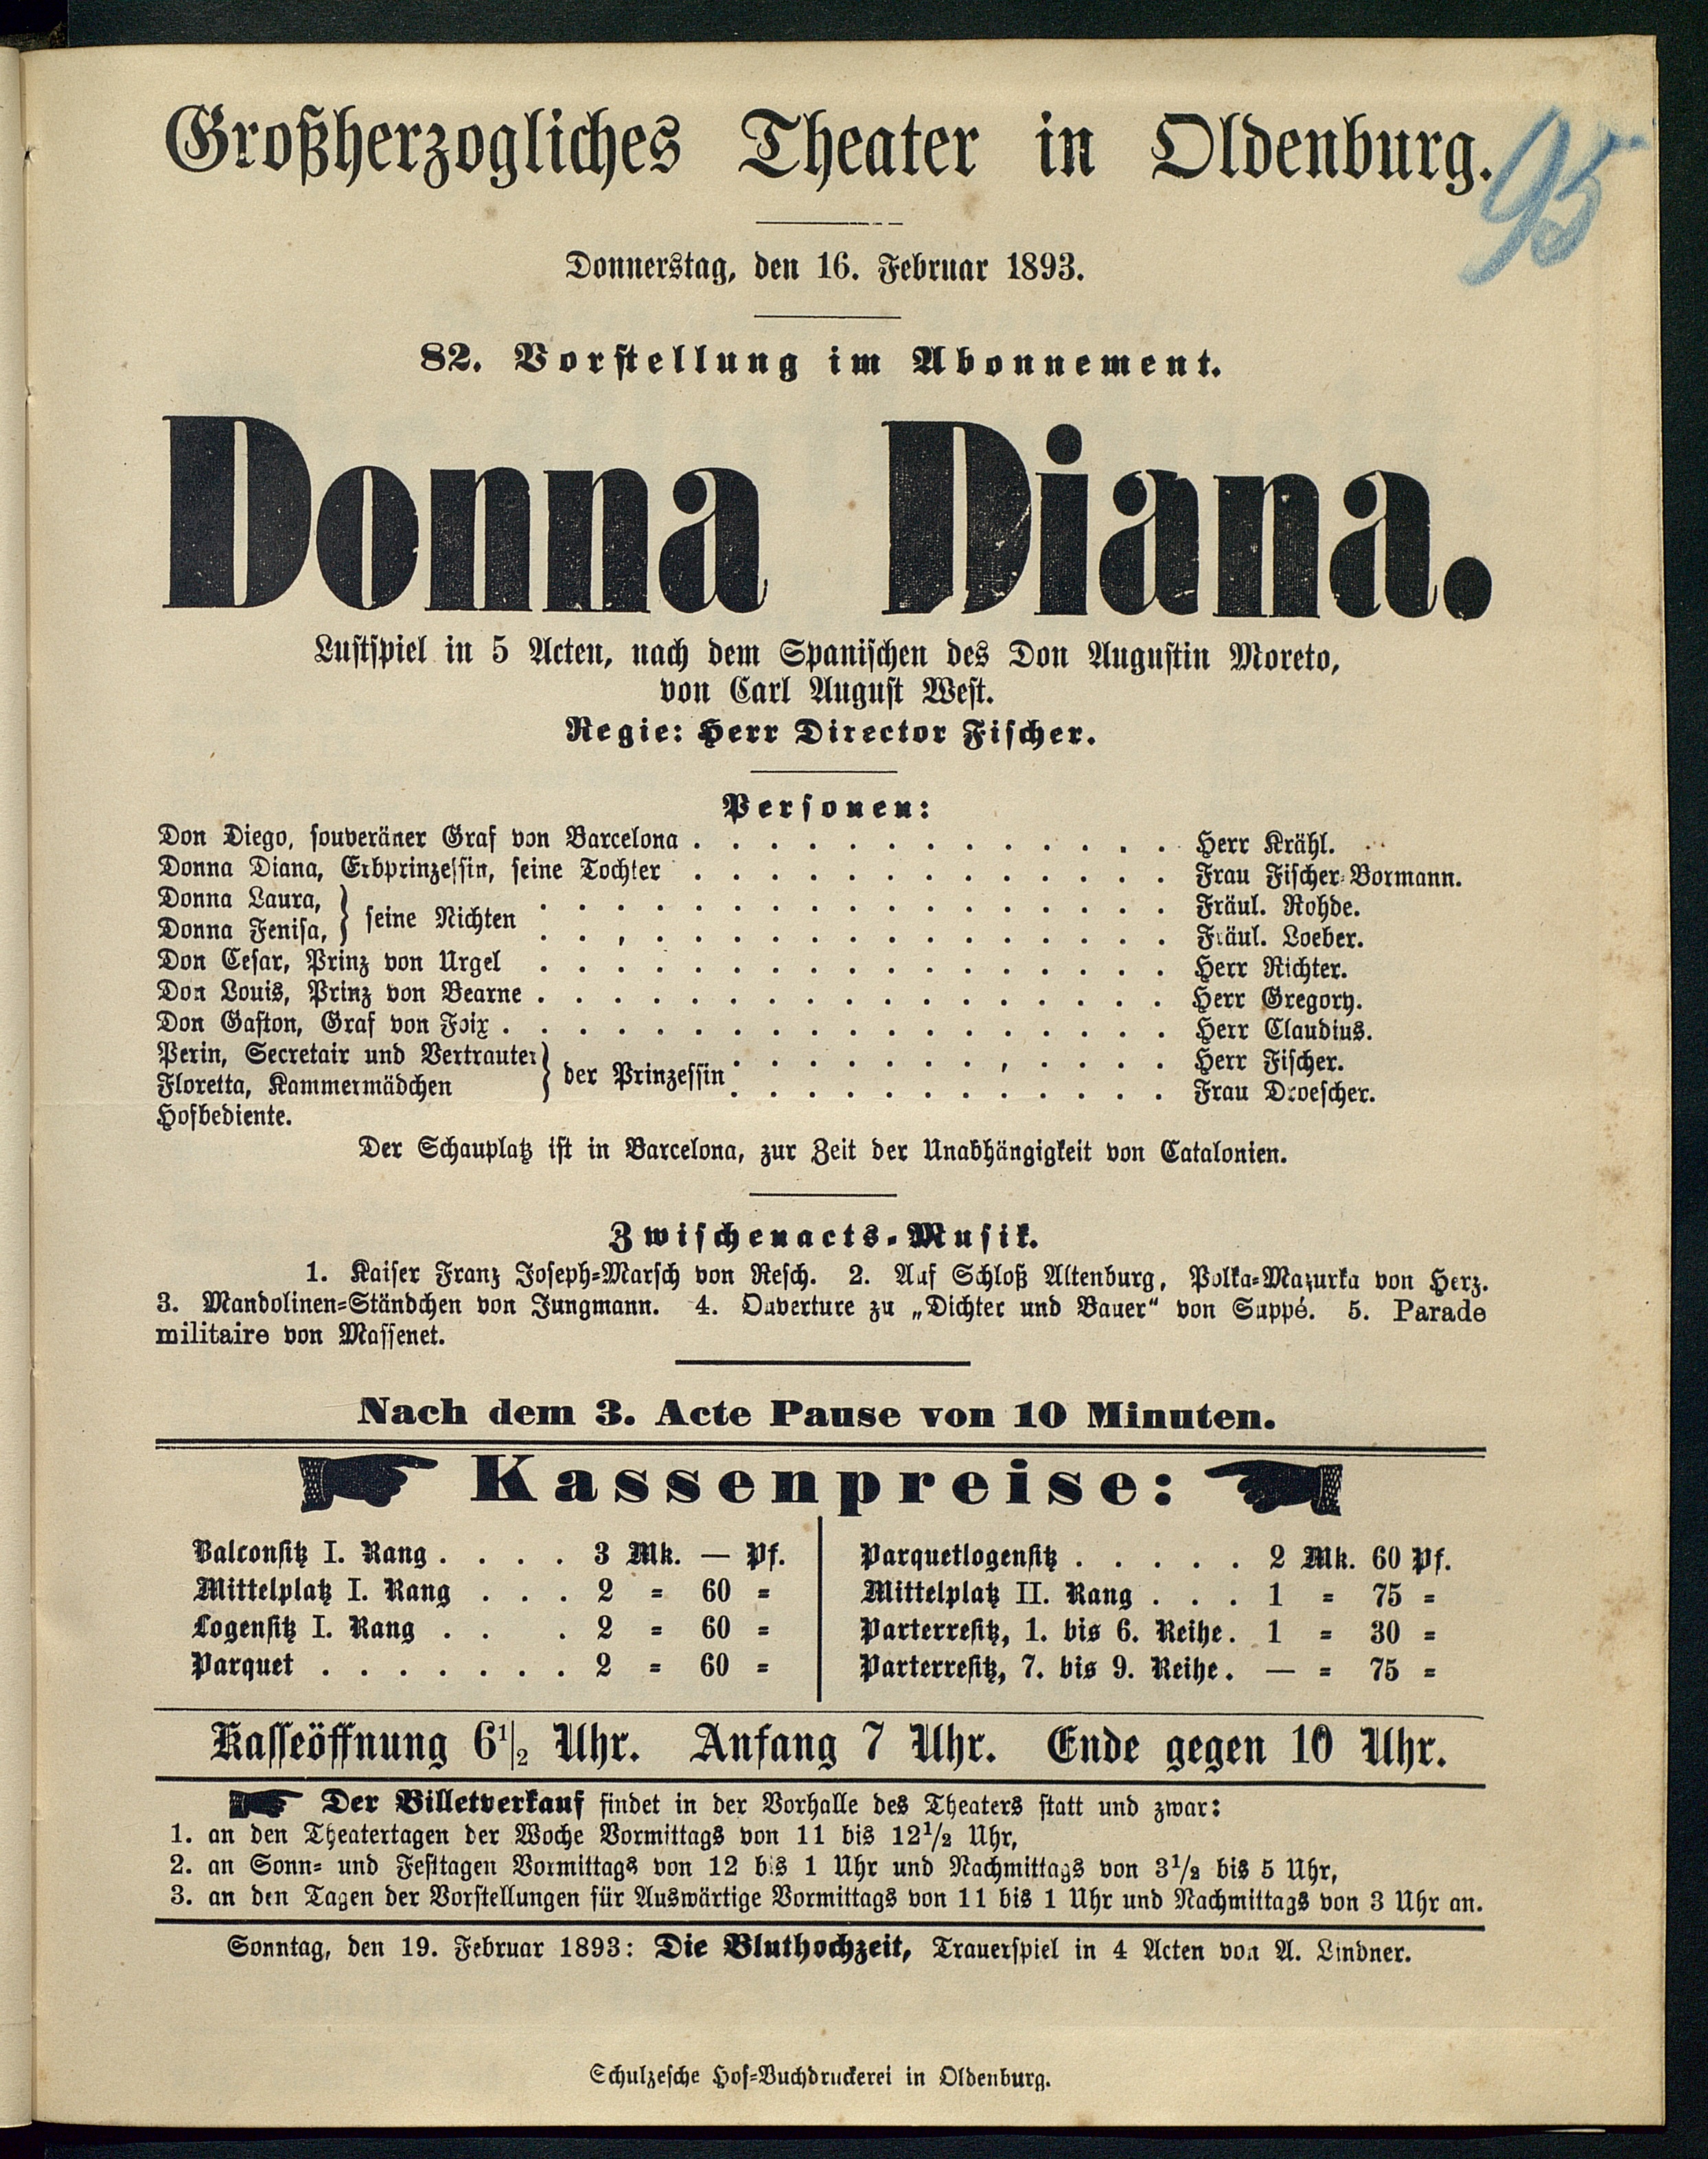 Großherzogliches Theater in Oldenburg.
95
Donnerstag, den 16. Februar 1893.
82. Vorstellung im Abonnement.
Donna Diana.
Lustspiel in 5 Acten, nach dem Spanischen des Don Augustin Moreto,
von Carl August West.
Regie: Herr Director Fischer.
Personen:
Don Diego, souveräner Graf von Barcelona . . . . . . . . . . . . . Herr Krähl.
Donna Diana, Erbprinzessin, seine Tochter . . . . . . . . . . . . . Frau Fischer-Bormann.
Donna Laura, } seine Nichten . . . . . . . . . . . . . . . . . Fräul. Rohde.
Donna Fenisa, } . . . . . . . . . . . . . . . . . Fräul. Loeber.
Don Cesar, Prinz von Urgel . . . . . . . . . . . . . . . . . Herr Richter.
Don Louis, Prinz von Bearne . . . . . . . . . . . . . . . . . Herr Gregory.
Don Gaston, Graf von Foix . . . . . . . . . . . . . . . . . . Herr Claudius.
Perin, Secretair und Vertrauter } der Prinzessin . . . . . . . . . . . . Herr Fischer.
Floretta, Kammermädchen } . . . . . . . . . . . . Frau Droescher.
Hofbediente.
Der Schauplatz ist in Barcelona, zur Zeit der Unabhängigkeit von Catalonien.
Zwischenacts-Musik.
1. Kaiser Franz Joseph-Marsch von Resch. 2. Auf Schloß Altenburg, Polka-Mazurka von Herz.
3. Mandolinen-Ständchen von Jungmann. 4. Ouverture zu „Dichter und Bauer“ von Suppé. 5. Parade
militaire von Massenet.
Nach dem 3. Acte Pause von 10 Minuten.
Kassenpreise:
Balconsitz I. Rang . . . . 3 Mk. — Pf.
Mittelplatz I. Rang . . . 2 = 60 =
Logensitz I. Rang . . . 2 = 60 =
Parquet . . . . . . . 2 = 60 =
Parquetlogensitz . . . . . 2 Mk. 60 Pf.
Mittelplatz II. Rang . . . 1 = 75 =
Parterresitz, 1. bis 6. Reihe. 1 = 30 =
Parterresitz, 7. bis 9. Reihe. — = 75 =
Kasseöffnung 6 1/2 Uhr. Anfang 7 Uhr. Ende gegen 10 Uhr.
Der Billetverkauf findet in der Vorhalle des Theaters statt und zwar:
1. an den Theatertagen der Woche Vormittags von 11 bis 12 1/2 Uhr,
2. an Sonn- und Festtagen Vormittags von 12 bis 1 Uhr und Nachmittags von 3 1/2 bis 5 Uhr,
3. an den Tagen der Vorstellungen für Auswärtige Vormittags von 11 bis 1 Uhr und Nachmittags von 3 Uhr an.
Sonntag, den 19. Februar 1893: Die Bluthochzeit, Trauerspiel in 4 Acten von A. Lindner.
Schulzesche Hof-Buchdruckerei in Oldenburg.